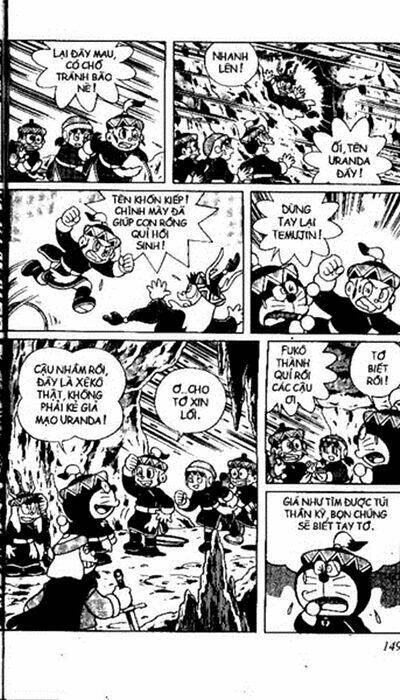 LẠI ĐÂY MAU,
CÓ CHỖ
TRÁNH BÃO
NÈ!
NHANH
LÊN!
ỐI, TÊN
URANDA
ĐẤY!
TÊN KHỐN KIẾP!
CHÍNH MÀY ĐÃ
GIÚP CON RỒNG
QUỈ HỒI
SINH!
DỪNG
TAY LẠI
TEMUJIN!
CẬU NHẦM RỒI,
ĐÂY LÀ XÊKÔ
THẬT, KHÔNG
PHẢI KẺ GIẢ
MẠO URANDA!
Ơ.. CHO
TỚ XIN
LỖI.
FUKÔ
THÀNH
QUỈ RỒI
CÁC CẬU
ƠI.
TỚ
BIẾT
RỒI!
GIÁ NHƯ TÌM ĐƯỢC TÚI
THẦN KỲ, BỌN CHÚNG
SẼ BIẾT TAY TỚ.
149